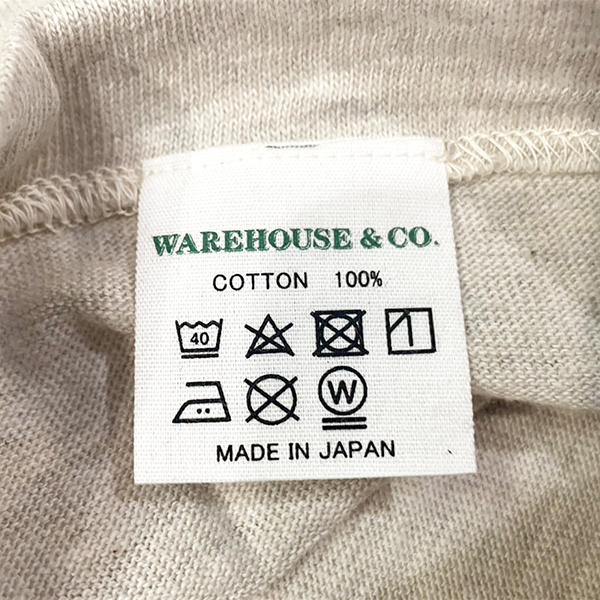 WAREHOUSE & CO.
COTTON 100%
40
W
MADE IN JAPAN